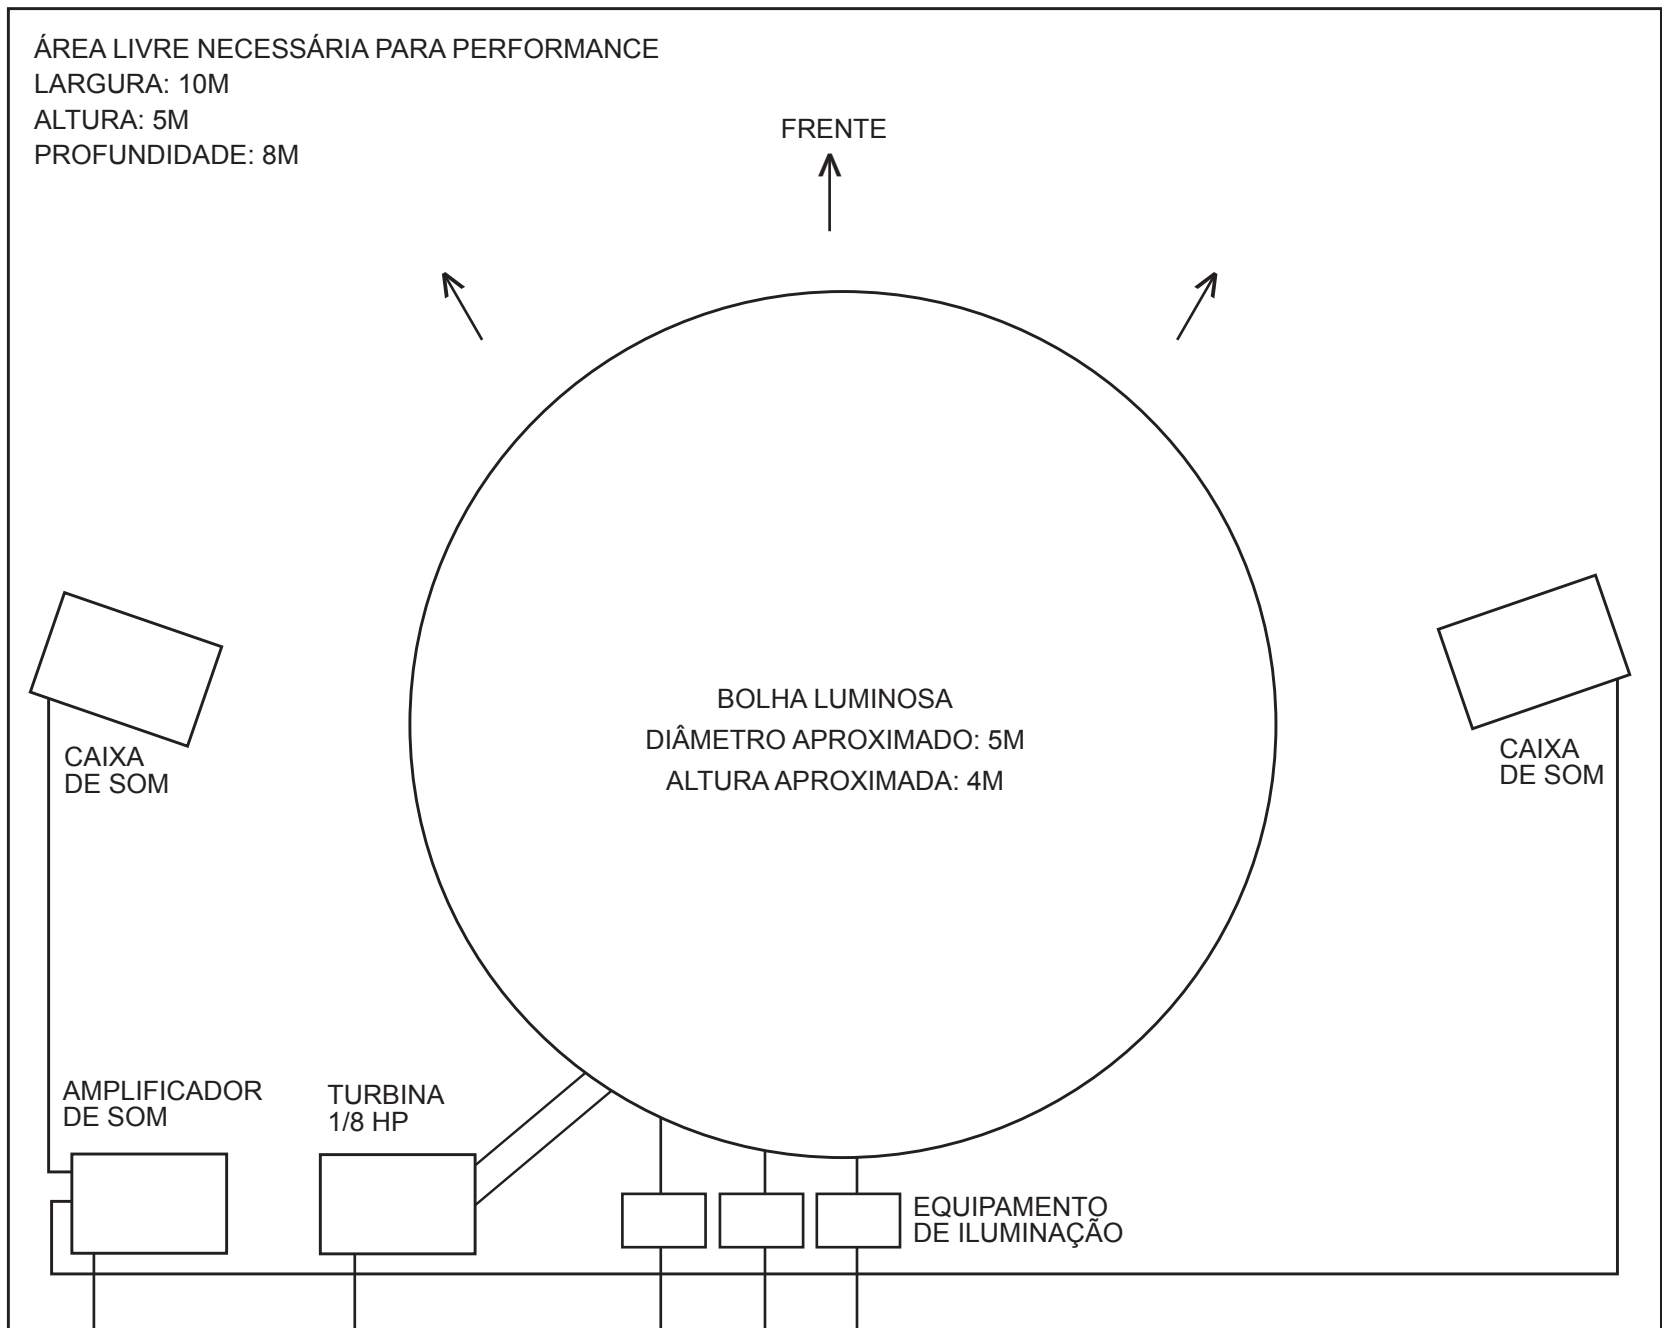 ÁREA LIVRE NECESSÁRIA PARA PERFORMANCE
LARGURA: 10M
ALTURA: 5M
PROFUNDIDADE: 8M
FRENTE
BOLHA LUMINOSA
DIÂMETRO APROXIMADO: 5M
ALTURA APROXIMADA: 4M
CAIXA
DE SOM
CAIXA
DE SOM
AMPLIFICADOR
DE SOM
TURBINA
1/8 HP
EQUIPAMENTO
DE ILUMINAÇÃO